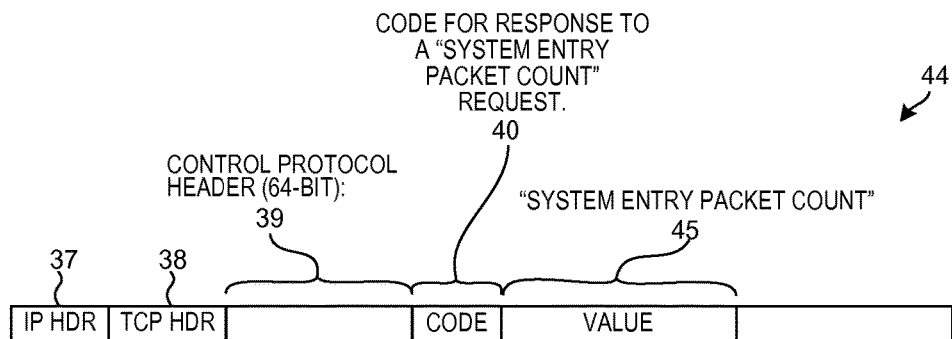 CODE FOR RESPONSE TO
A “SYSTEM ENTRY
PACKET COUNT”
REQUEST.
40
44
CONTROL PROTOCOL
HEADER (64-BIT):
39
“SYSTEM ENTRY PACKET COUNT”
45
37
38
IP HDR
TCP HDR
CODE
VALUE